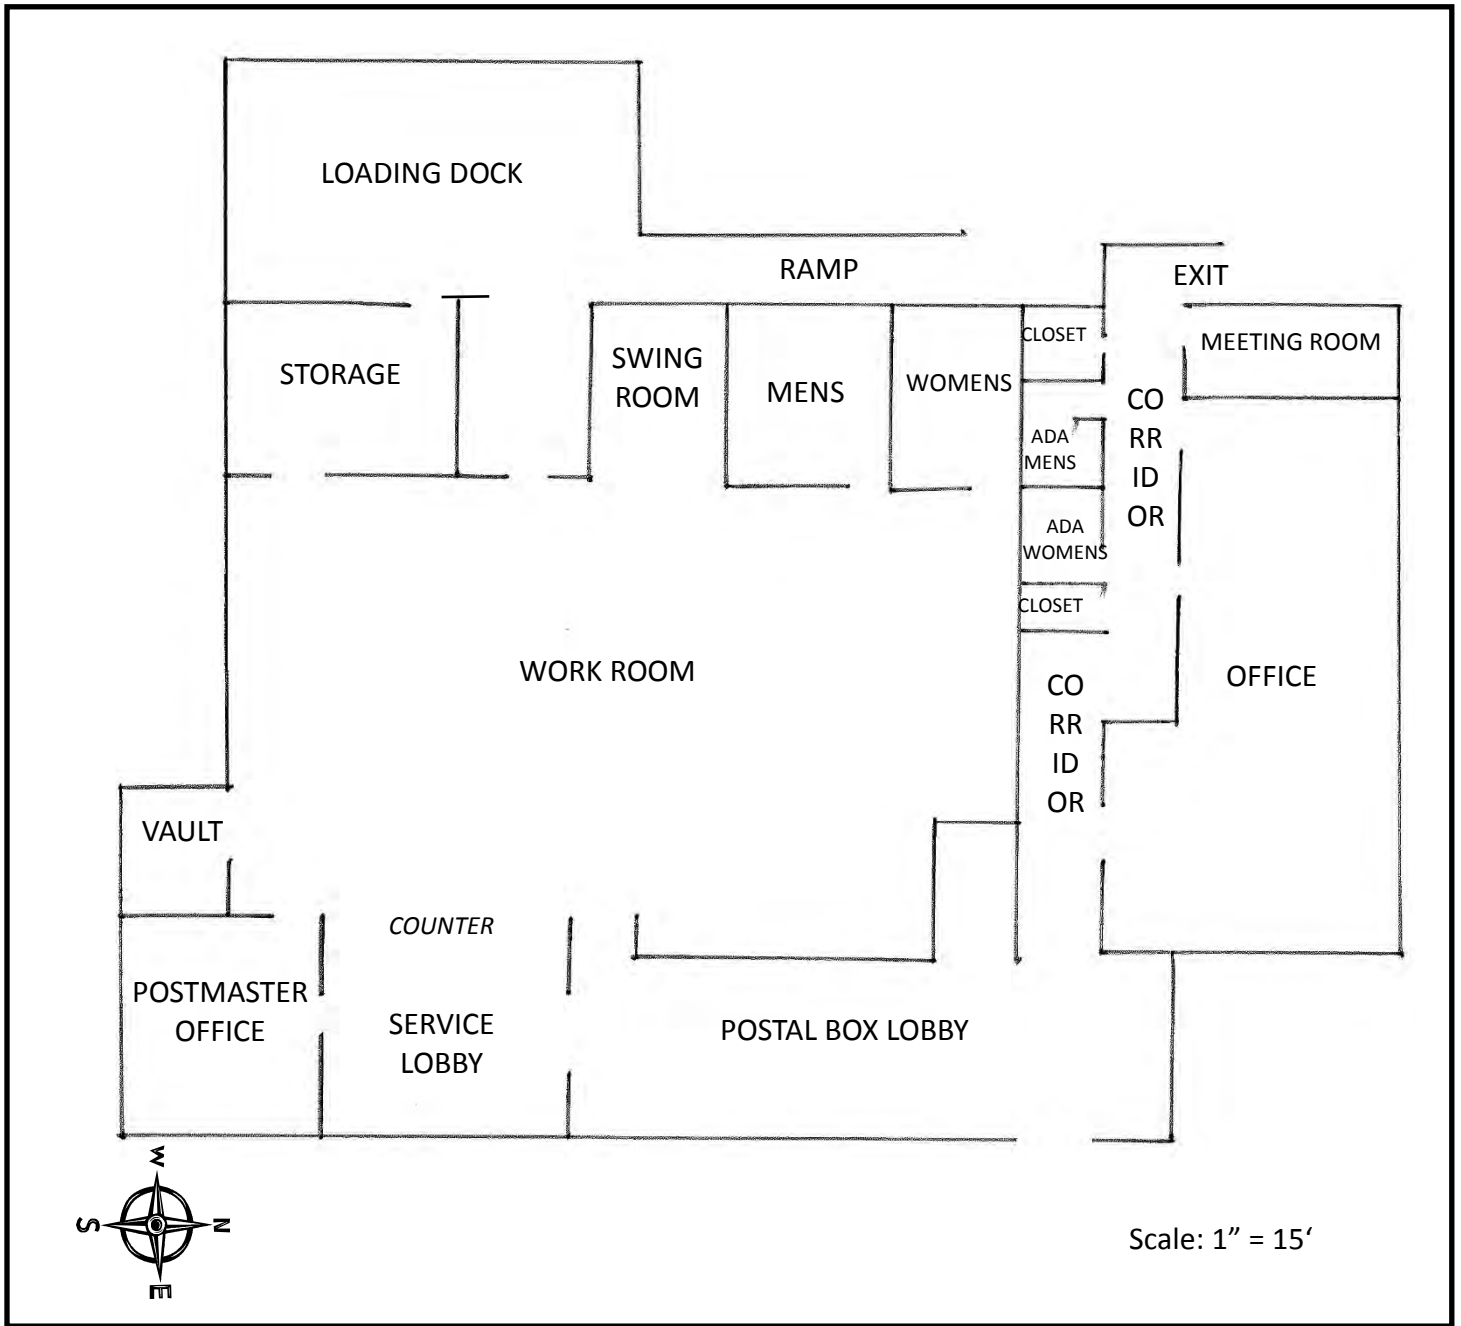 LOADING DOCK
RAMP
EXIT
CLOSET
MEETING ROOM
SWING
ROOM
STORAGE
MENS
WOMENS
CO
RR
ID
OR
ADA
MENS
ADA
WOMENS
CLOSET
WORK ROOM
OFFICE
CO
RR
ID
OR
VAULT
COUNTER
POSTMASTER
OFFICE
SERVICE
LOBBY
POSTAL BOX LOBBY
W
S
N
E
Scale: 1” = 15‘